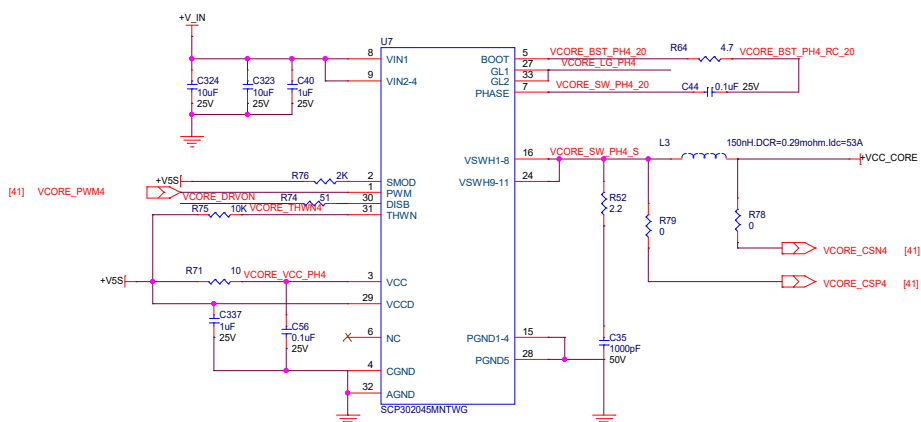 +V_IN
U7
8 VIN1 BOOT 5 VCORE_BST_PH4_20 R64 4.7 VCORE_BST_PH4_RC_20
GL1 27 VCORE_LG_PH4
9 VIN2-4 GL2 33
PHASE 7 VCORE_SW_PH4_20 C44 0.1uF 25V
C324 10uF 25V
C323 10uF 25V
C40 1uF 25V
L3 150nH.DCR=0.29mohm.Idc=53A
VSWH1-8 16 VCORE_SW_PH4_S +VCC_CORE
VSWH9-11 24
+V5S R76 2K 2 SMOD
[41] VCORE_PWM4 1 PWM
VCORE_DRVON R74 51 30 DISB
R75 10K VCORE_THWN4 31 THWN
R52 2.2
R79 0
R78 0
VCORE_CSN4 [41]
VCORE_CSP4 [41]
+V5S R71 10 VCORE_VCC_PH4 3 VCC
29 VCCD
C337 1uF 25V
C56 0.1uF 25V
6 NC PGND1-4 15
C35 1000pF 50V
4 CGND PGND5 28
32 AGND
SCP302045MNTWG